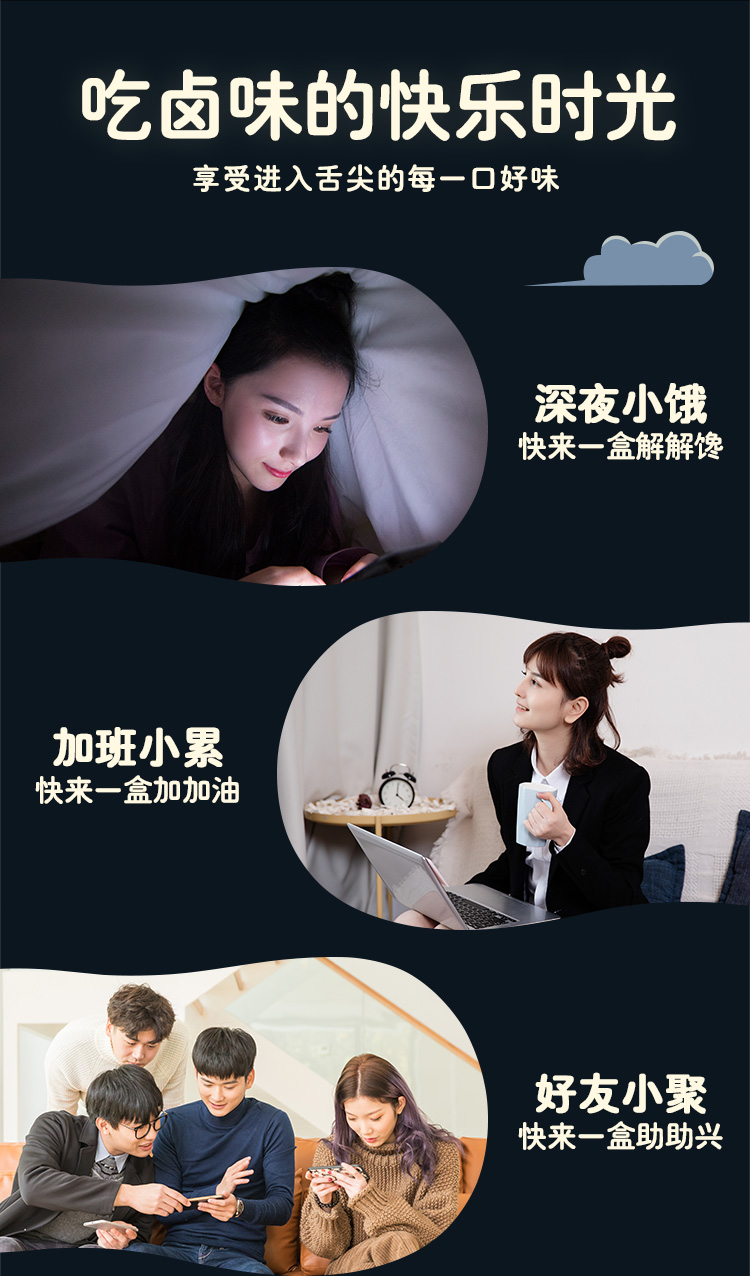 吃卤味的快乐时光
享受进入舌尖的每一口好味
深夜小饿
快来一盒解解馋
加班小累
快来一盒加加油
好友小聚
快来一盒助助兴